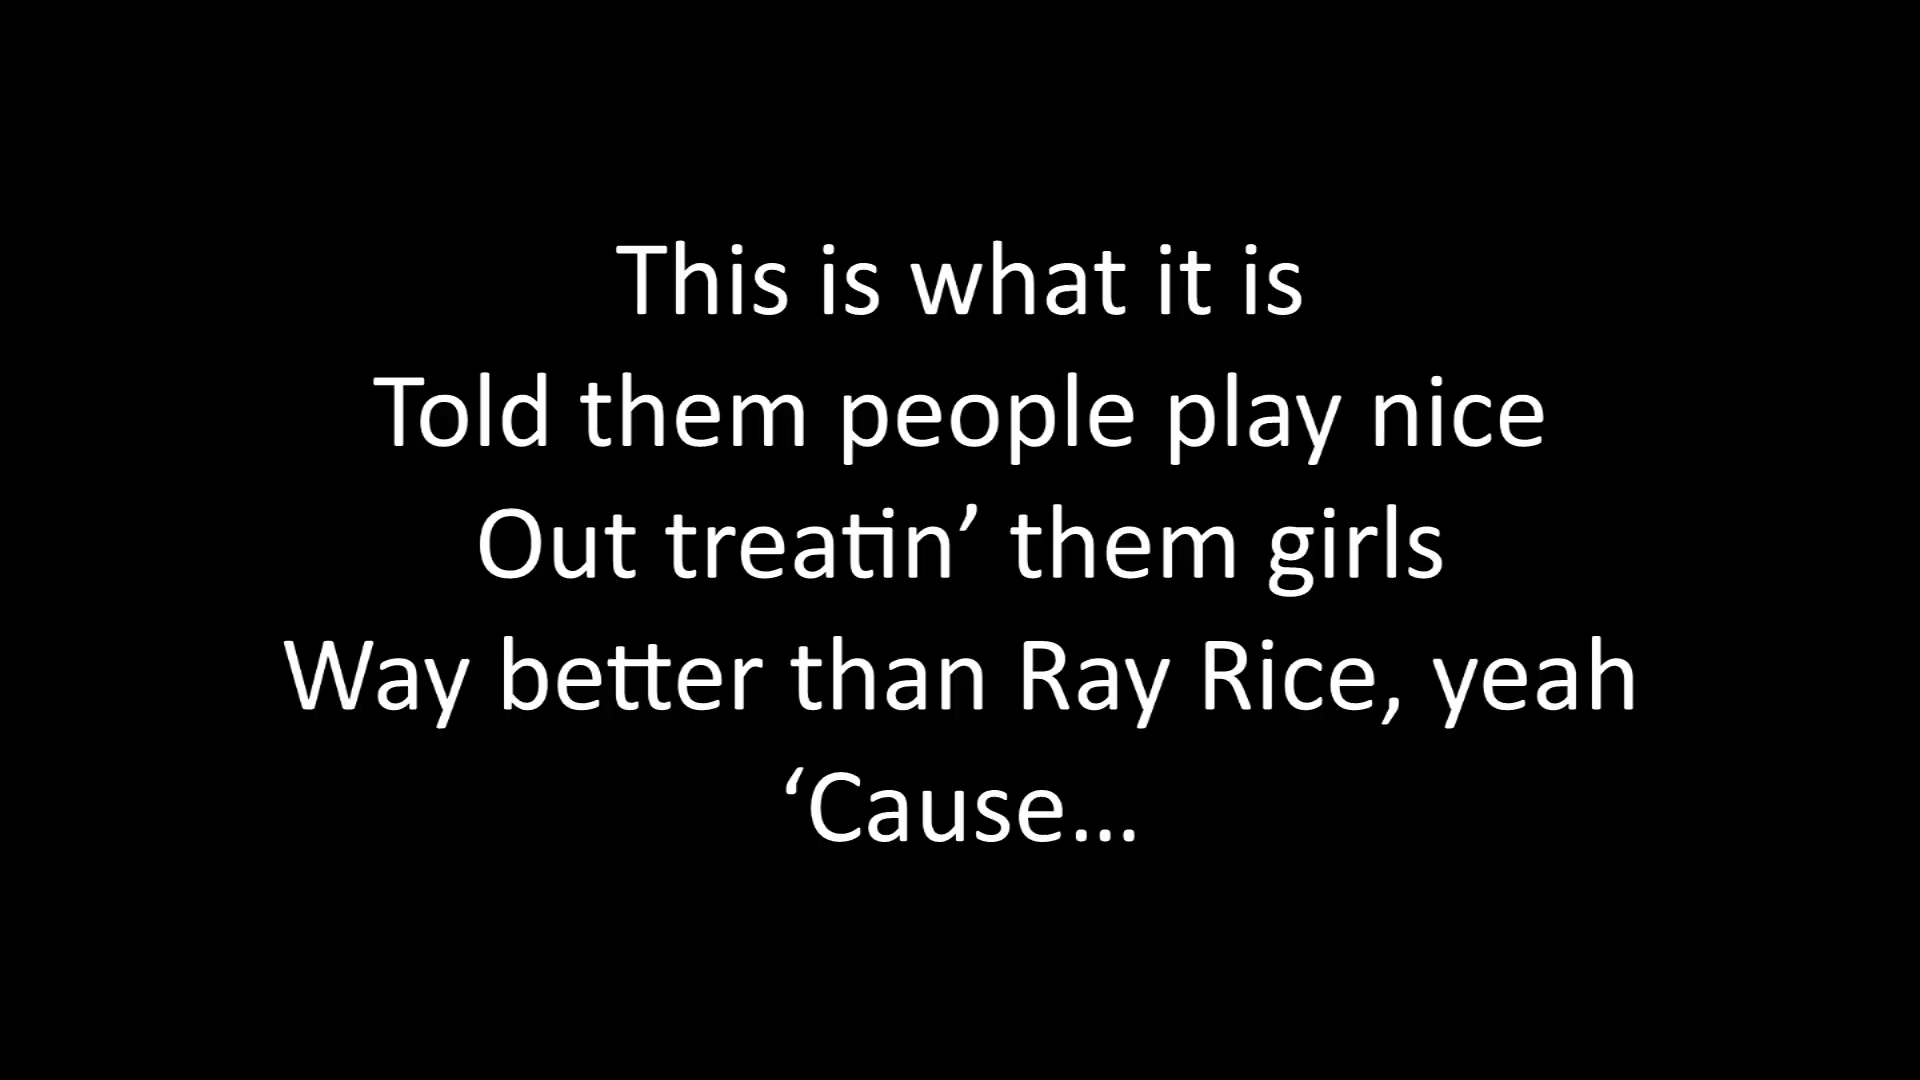 This is what it is
Told them people play nice
Out treatin’ them girls
Way better than Ray Rice, yeah
‘Cause...